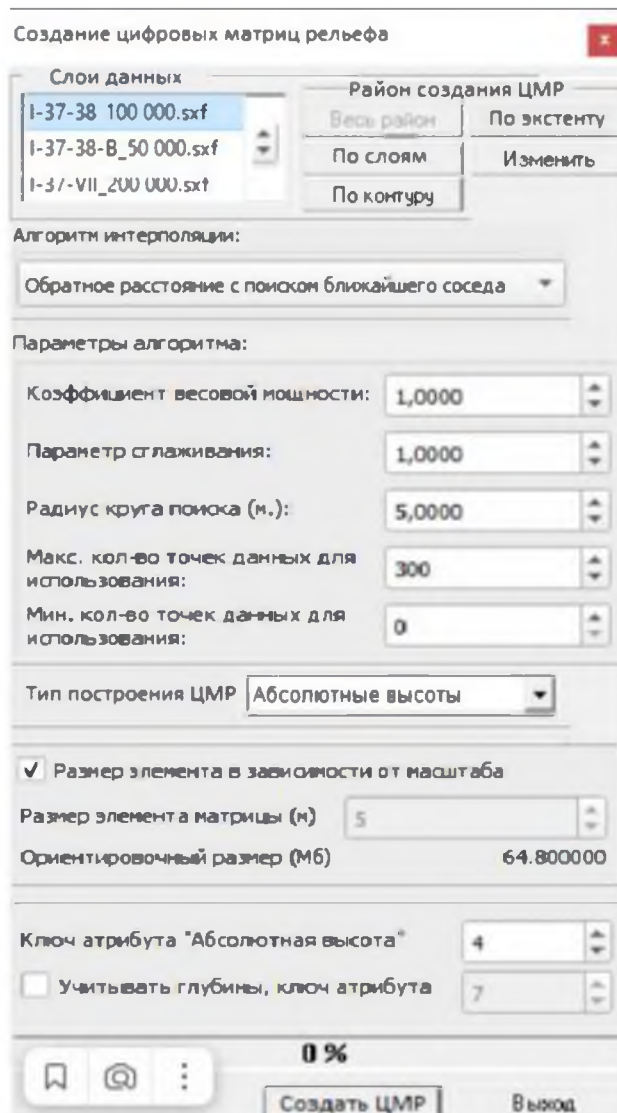 Создание цифровых матриц рельефа
x
Слои данных
I-37-38 100 000.sxf
I-37-38-B_50 000.sxf
I-37-VII_200 000.sxf
Район создания ЦМР
Весь район
По экстенту
По слоям
Изменить
По контуру
Алгоритм интерполяции:
Обратное расстояние с поиском ближайшего соседа
Параметры алгоритма:
Коэффициент весовой мощности: 1,0000
Параметр сглаживания: 1,0000
Радиус круга поиска (м.): 5,0000
Макс. кол-во точек данных для
использования: 300
Мин. кол-во точек данных для
использования: 0
Тип построения ЦМР Абсолютные высоты
Размер элемента в зависимости от масштаба
Размер элемента матрицы (м) 5
Ориентировочный размер (Мб) 64.800000
Ключ атрибута "Абсолютная высота" 4
Учитывать глубины, ключ атрибута 7
0 %
Создать ЦМР Выход